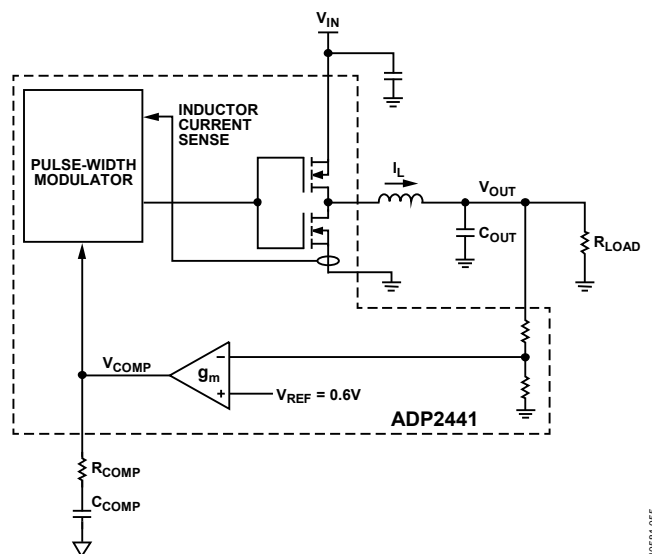 VIN
INDUCTOR
CURRENT
SENSE
PULSE-WIDTH
MODULATOR
IL
VOUT
COUT
RLOAD
VCOMP
gm
−
+
VREF = 0.6V
ADP2441
RCOMP
CCOMP